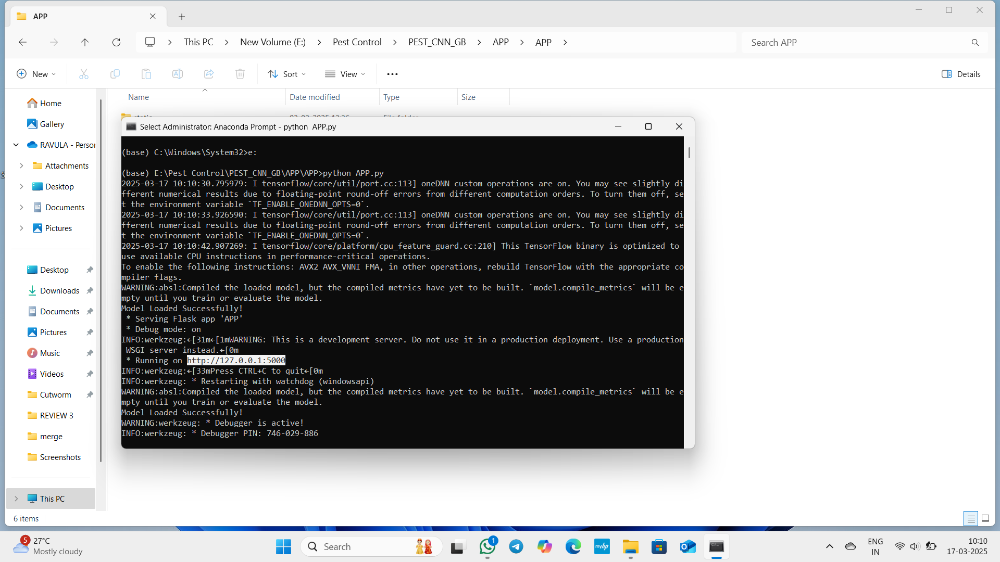 APP
This PC
New Volume (E:)
Pest Control
PEST_CNN_GB
APP
APP
Search APP
New
Sort
View
Details
Name
Date modified
Type
Size
static
File folder
Home
Gallery
RAVULA - Person
Attachments
Desktop
Documents
Pictures
Desktop
Downloads
Documents
Pictures
Music
Videos
Cutworm
REVIEW 3
merge
Screenshots
This PC
6 items
Select Administrator: Anaconda Prompt - python  APP.py
(base) C:\Windows\System32>e:
(base) E:\Pest Control\PEST_CNN_GB\APP\APP>python APP.py
2025-03-17 10:10:30.795979: I tensorflow/core/util/port.cc:113] oneDNN custom operations are on. You may see slightly di
fferent numerical results due to floating-point round-off errors from different computation orders. To turn them off, se
t the environment variable `TF_ENABLE_ONEDNN_OPTS=0`.
2025-03-17 10:10:33.926590: I tensorflow/core/util/port.cc:113] oneDNN custom operations are on. You may see slightly di
fferent numerical results due to floating-point round-off errors from different computation orders. To turn them off, se
t the environment variable `TF_ENABLE_ONEDNN_OPTS=0`.
2025-03-17 10:10:42.907269: I tensorflow/core/platform/cpu_feature_guard.cc:210] This TensorFlow binary is optimized to
use available CPU instructions in performance-critical operations.
To enable the following instructions: AVX2 AVX_VNNI FMA, in other operations, rebuild TensorFlow with the appropriate co
mpiler flags.
WARNING:absl:Compiled the loaded model, but the compiled metrics have yet to be built. `model.compile_metrics` will be e
mpty until you train or evaluate the model.
Model Loaded Successfully!
 * Serving Flask app 'APP'
 * Debug mode: on
INFO:werkzeug:←[31m←[1mWARNING: This is a development server. Do not use it in a production deployment. Use a production
 WSGI server instead.←[0m
 * Running on http://127.0.0.1:5000
INFO:werkzeug:←[33mPress CTRL+C to quit←[0m
INFO:werkzeug: * Restarting with watchdog (windowsapi)
WARNING:absl:Compiled the loaded model, but the compiled metrics have yet to be built. `model.compile_metrics` will be e
mpty until you train or evaluate the model.
Model Loaded Successfully!
WARNING:werkzeug: * Debugger is active!
INFO:werkzeug: * Debugger PIN: 746-029-886
5
27°C
Mostly cloudy
Search
1
myhp
ENG
IN
10:10
17-03-2025